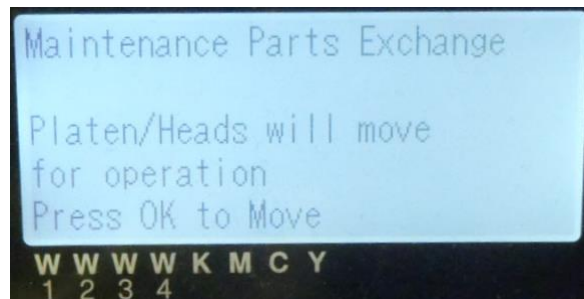 Maintenance Parts Exchange
Platen/Heads will move
for operation
Press OK to Move
W W W W K M C Y
1 2 3 4